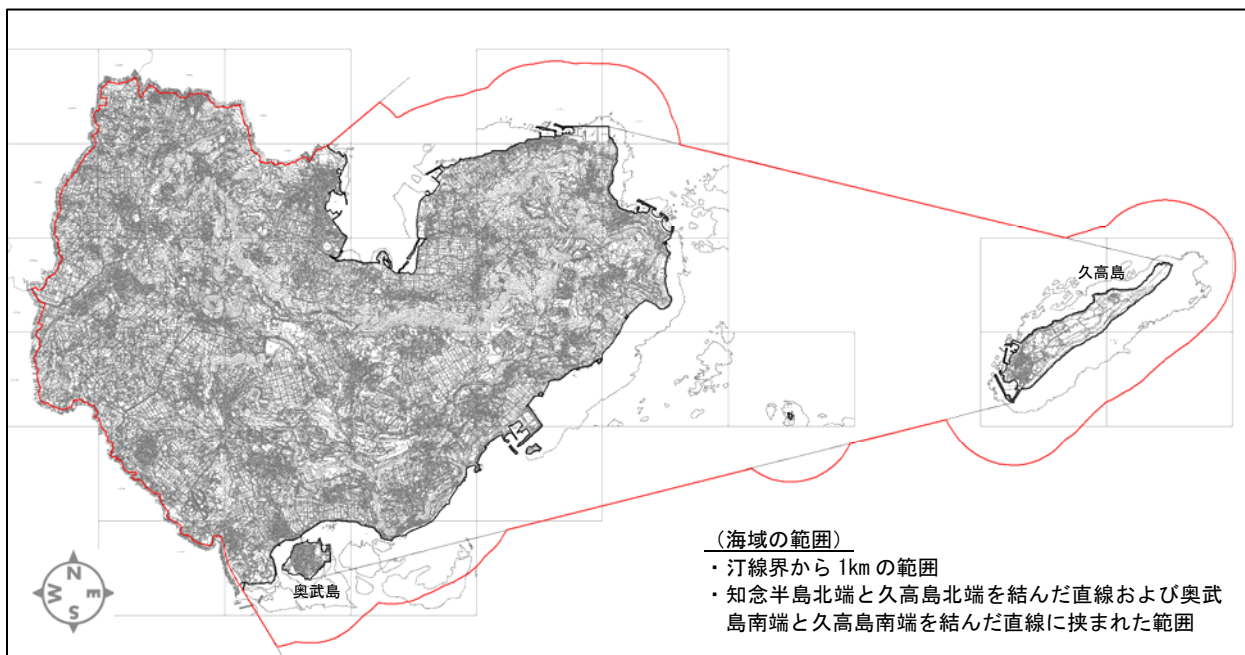 久高島
奥武島
N
W
E
S
（海域の範囲）
・汀線界から 1km の範囲
・知念半島北端と久高島北端を結んだ直線および奥武
島南端と久高島南端を結んだ直線に挟まれた範囲